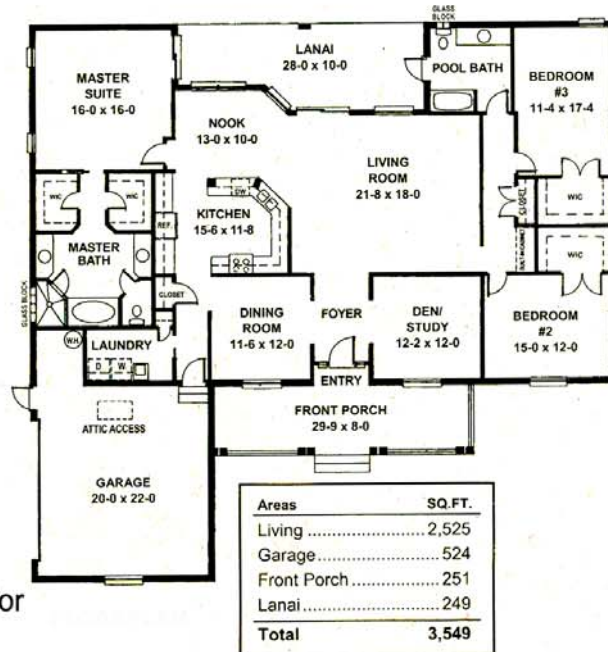 GLASS
BLOCK
LANAI
28-0 x 10-0
POOL BATH
MASTER
SUITE
16-0 x 16-0
BEDROOM
#3
11-4 x 17-4
NOOK
13-0 x 10-0
LIVING
ROOM
21-8 x 18-0
WIC
WIC
DW
KITCHEN
15-6 x 11-8
REF.
CLOSET
WIC
MASTER
BATH
BUILT-IN CABINET
WIC
GLASS BLOCK
CLOSET
DINING
ROOM
11-6 x 12-0
FOYER
DEN/
STUDY
12-2 x 12-0
BEDROOM
#2
15-0 x 12-0
W.H.
LAUNDRY
D W
ENTRY
FRONT PORCH
29-9 x 8-0
ATTIC ACCESS
GARAGE
20-0 x 22-0
Areas SQ.FT.
Living ........................ 2,525
Garage ..................... 524
Front Porch .............. 251
Lanai ........................ 249
Total 3,549
or